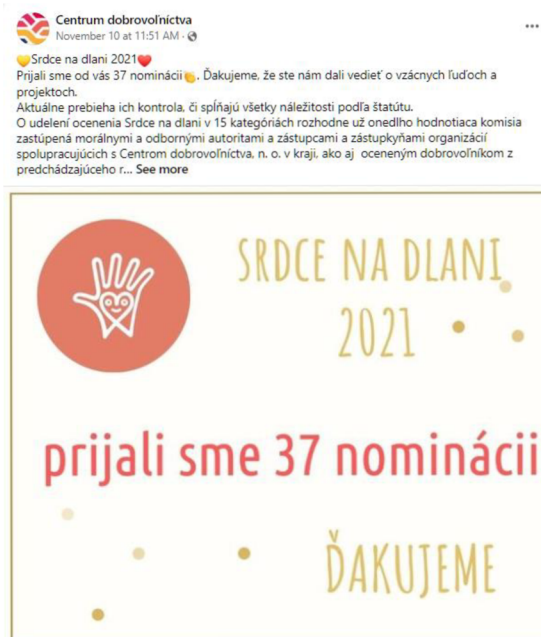 Centrum dobrovoľníctva
November 10 at 11:51 AM ·
💛Srdce na dlani 2021❤
Prijali sme od vás 37 nominácií👏. Ďakujeme, že ste nám dali vedieť o vzácnych ľuďoch a
projektoch.
Aktuálne prebieha ich kontrola, či spĺňajú všetky náležitosti podľa štatútu.
O udelení ocenenia Srdce na dlani v 15 kategóriách rozhodne už onedlho hodnotiaca komisia
zastúpená morálnymi a odbornými autoritami a zástupcami a zástupkyňami organizácií
spolupracujúcich s Centrom dobrovoľníctva, n. o. v kraji, ako aj oceneným dobrovoľníkom z
predchádzajúceho r... See more
SRDCE NA DLANI
2021
prijali sme 37 nominácií
ĎAKUJEME